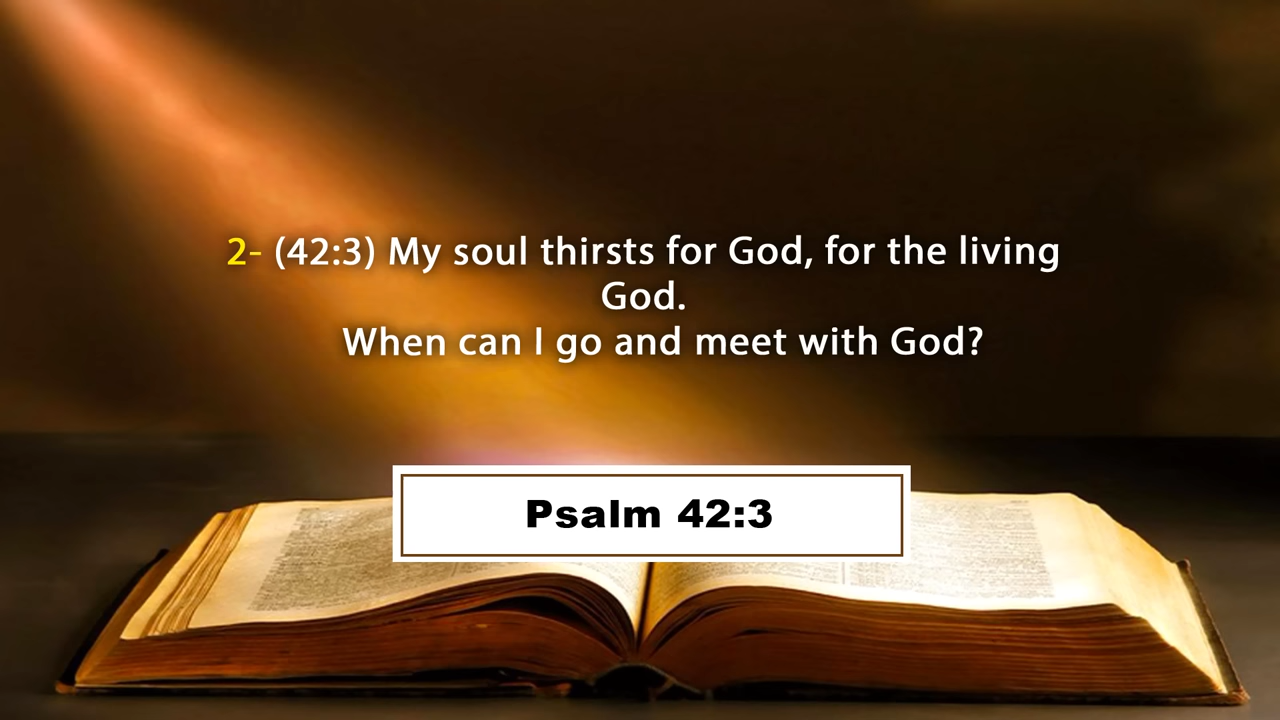 2- (42:3) My soul thirsts for God, for the living
God.
When can I go and meet with God?
Psalm 42:3